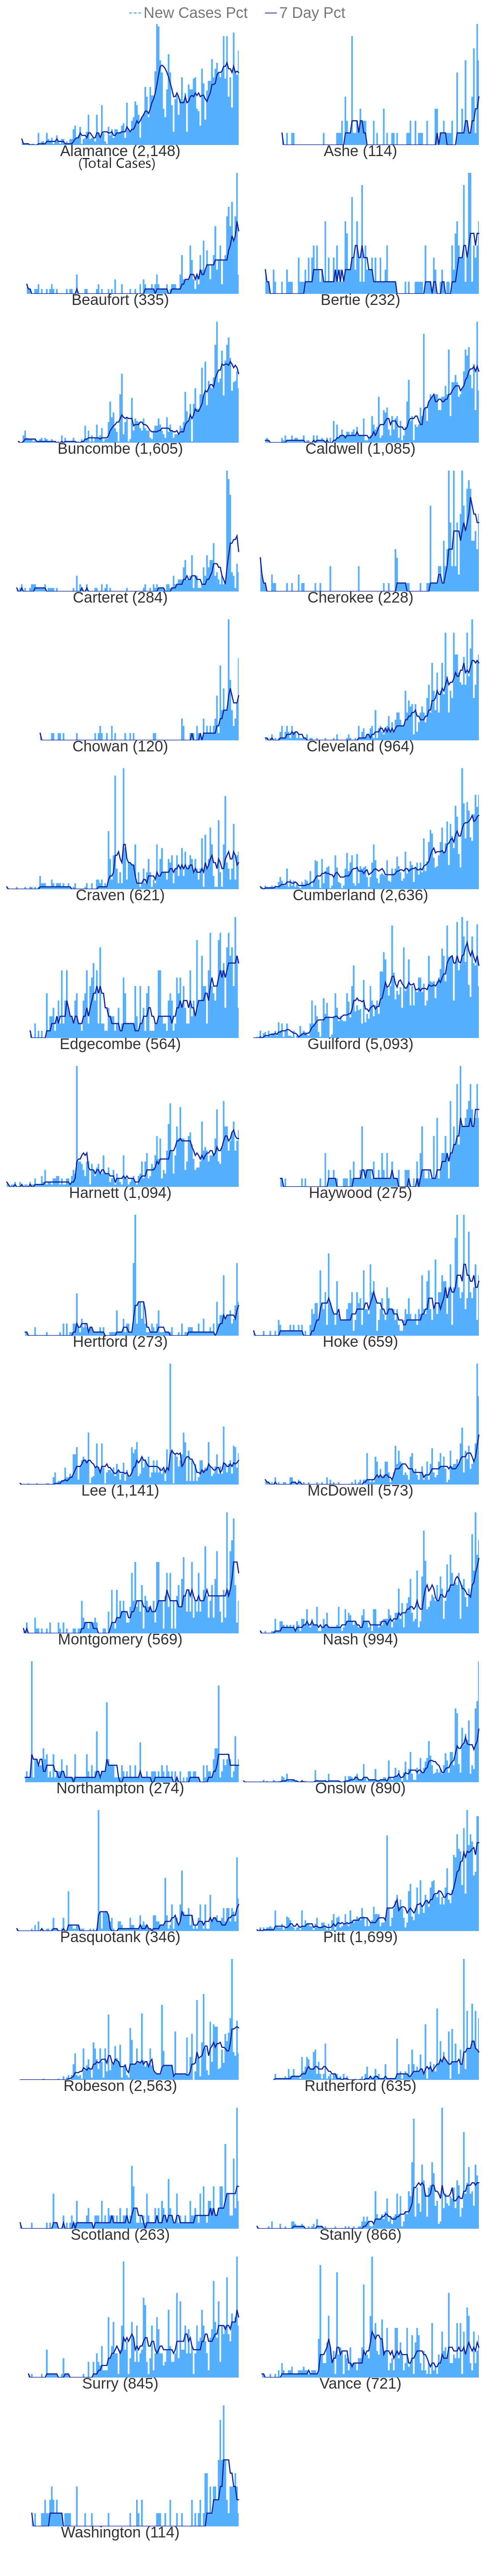 New Cases Pct 7 Day Pct
Alamance (2,148) Ashe (114)
(Total Cases)
Beaufort (335) Bertie (232)
Buncombe (1,605) Caldwell (1,085)
Carteret (284) Cherokee (228)
Chowan (120) Cleveland (964)
Craven (621) Cumberland (2,636)
Edgecombe (564) Guilford (5,093)
Harnett (1,094) Haywood (275)
Hertford (273) Hoke (659)
Lee (1,141) McDowell (573)
Montgomery (569) Nash (994)
Northampton (274) Onslow (890)
Pasquotank (346) Pitt (1,699)
Robeson (2,563) Rutherford (635)
Scotland (263) Stanly (866)
Surry (845) Vance (721)
Washington (114)